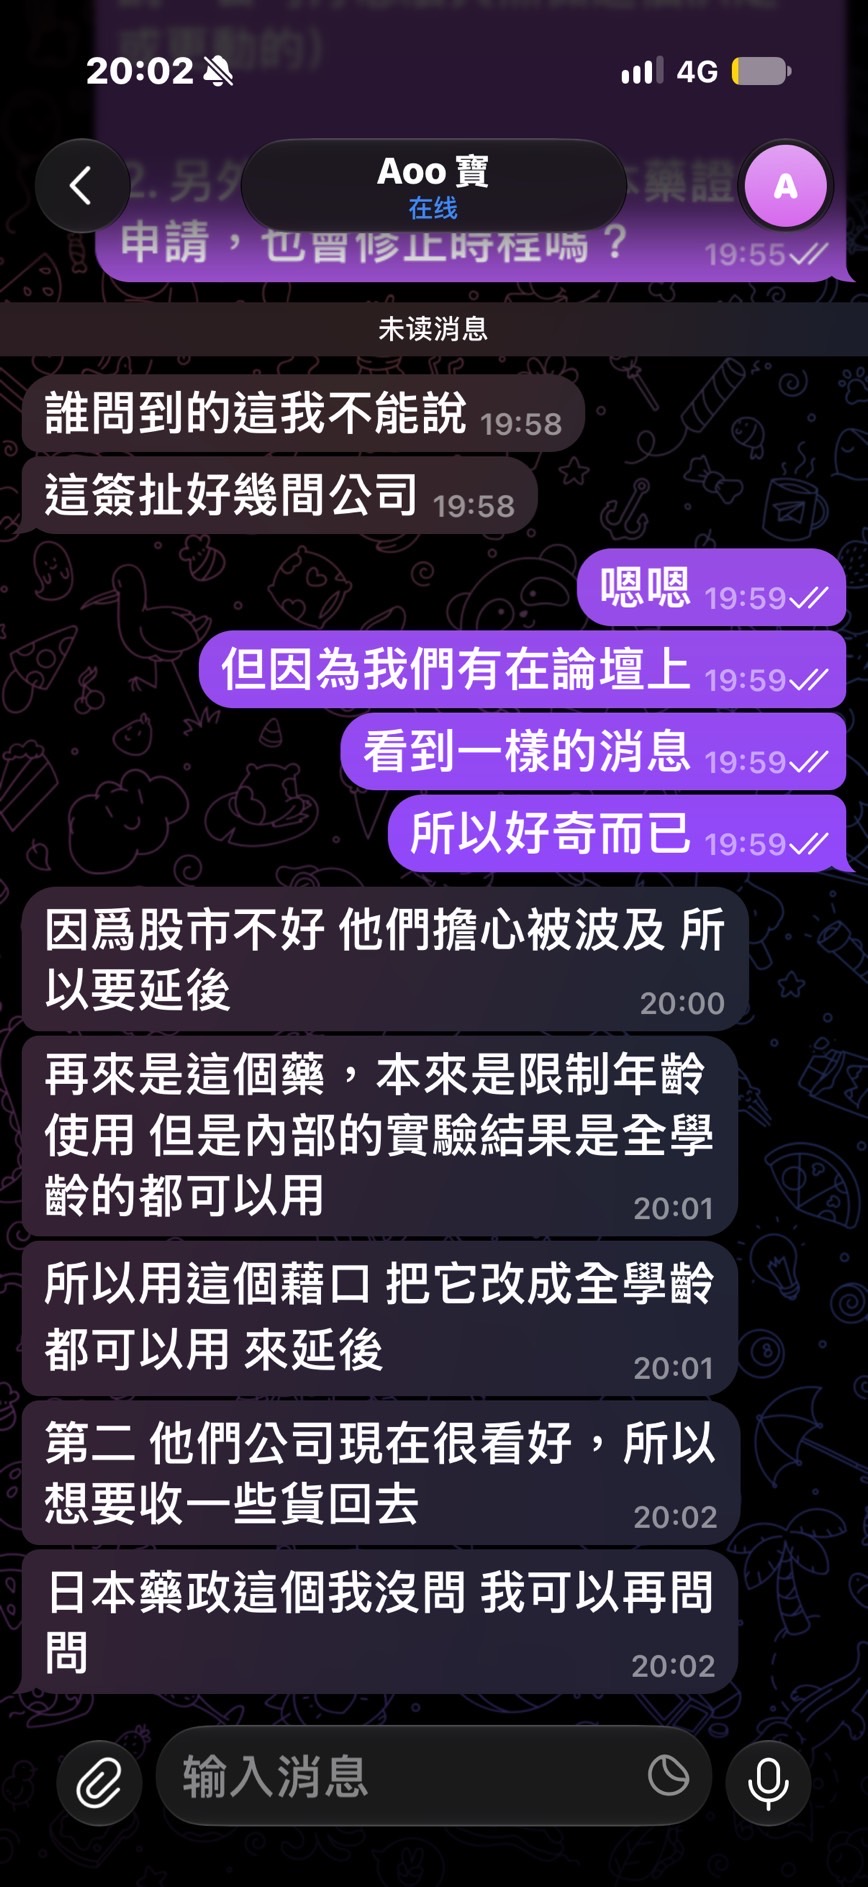 或更動的）
20:02
4G
Aoo 寶
在线
A
2. 另外
本藥證
申請，也會修正時程嗎？ 19:55
未读消息
誰問到的這我不能說 19:58
這簽扯好幾間公司 19:58
嗯嗯 19:59
但因為我們有在論壇上 19:59
看到一樣的消息 19:59
所以好奇而已 19:59
因爲股市不好 他們擔心被波及 所
以要延後 20:00
再來是這個藥，本來是限制年齡
使用 但是內部的實驗結果是全學
齡的都可以用 20:01
所以用這個藉口 把它改成全學齡
都可以用 來延後 20:01
第二 他們公司現在很看好，所以
想要收一些貨回去 20:02
日本藥政這個我沒問 我可以再問
問 20:02
输入消息